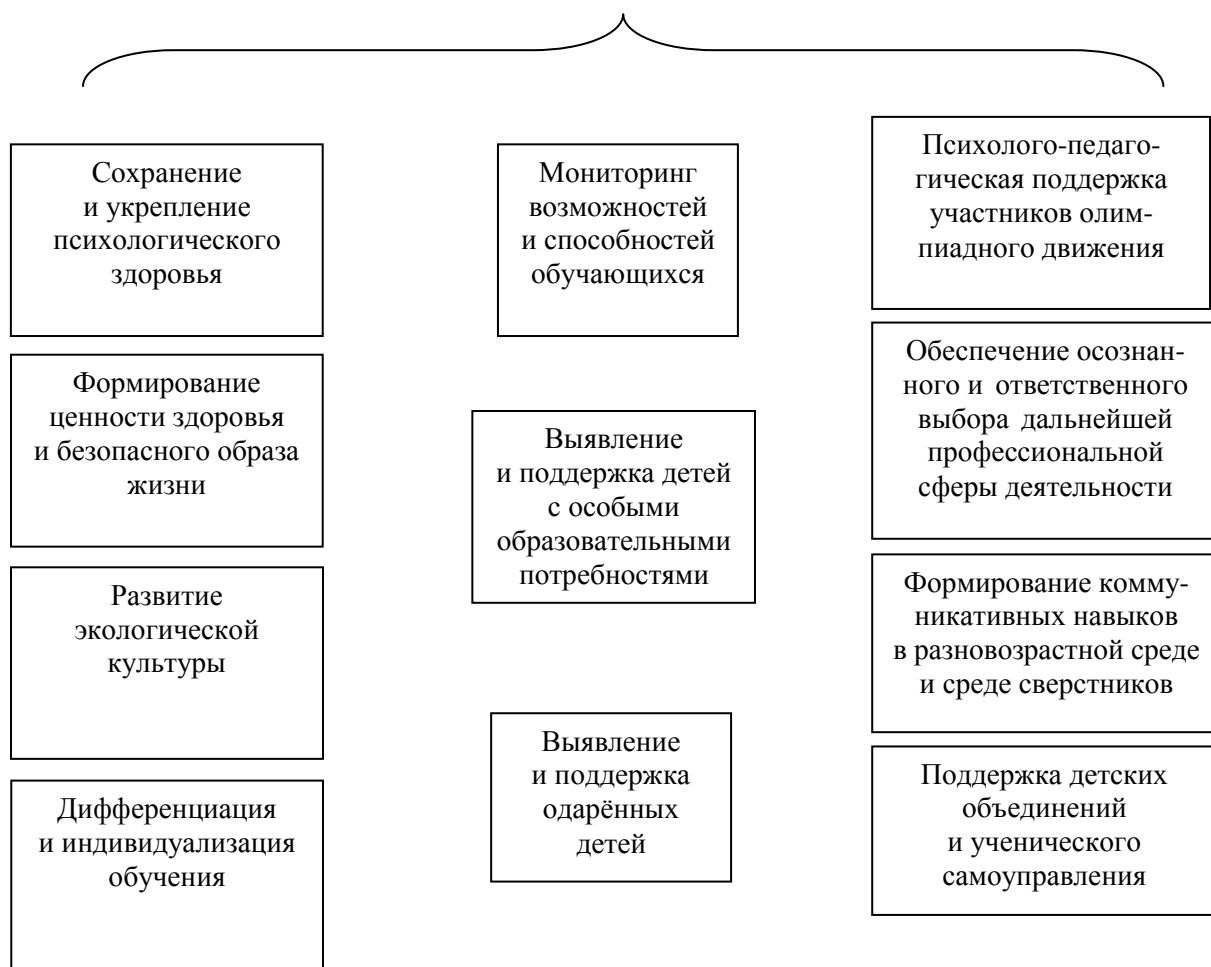 Сохранение
и укрепление
психологического
здоровья
Формирование
ценности здоровья
и безопасного образа
жизни
Развитие
экологической
культуры
Дифференциация
и индивидуализация
обучения
Мониторинг
возможностей
и способностей
обучающихся
Выявление
и поддержка детей
с особыми
образовательными
потребностями
Выявление
и поддержка
одарённых
детей
Психолого-педаго-
гическая поддержка
участников олим-
пиадного движения
Обеспечение осознан-
ного и ответственного
выбора дальнейшей
профессиональной
сферы деятельности
Формирование комму-
никативных навыков
в разновозрастной среде
и среде сверстников
Поддержка детских
объединений
и ученического
самоуправления